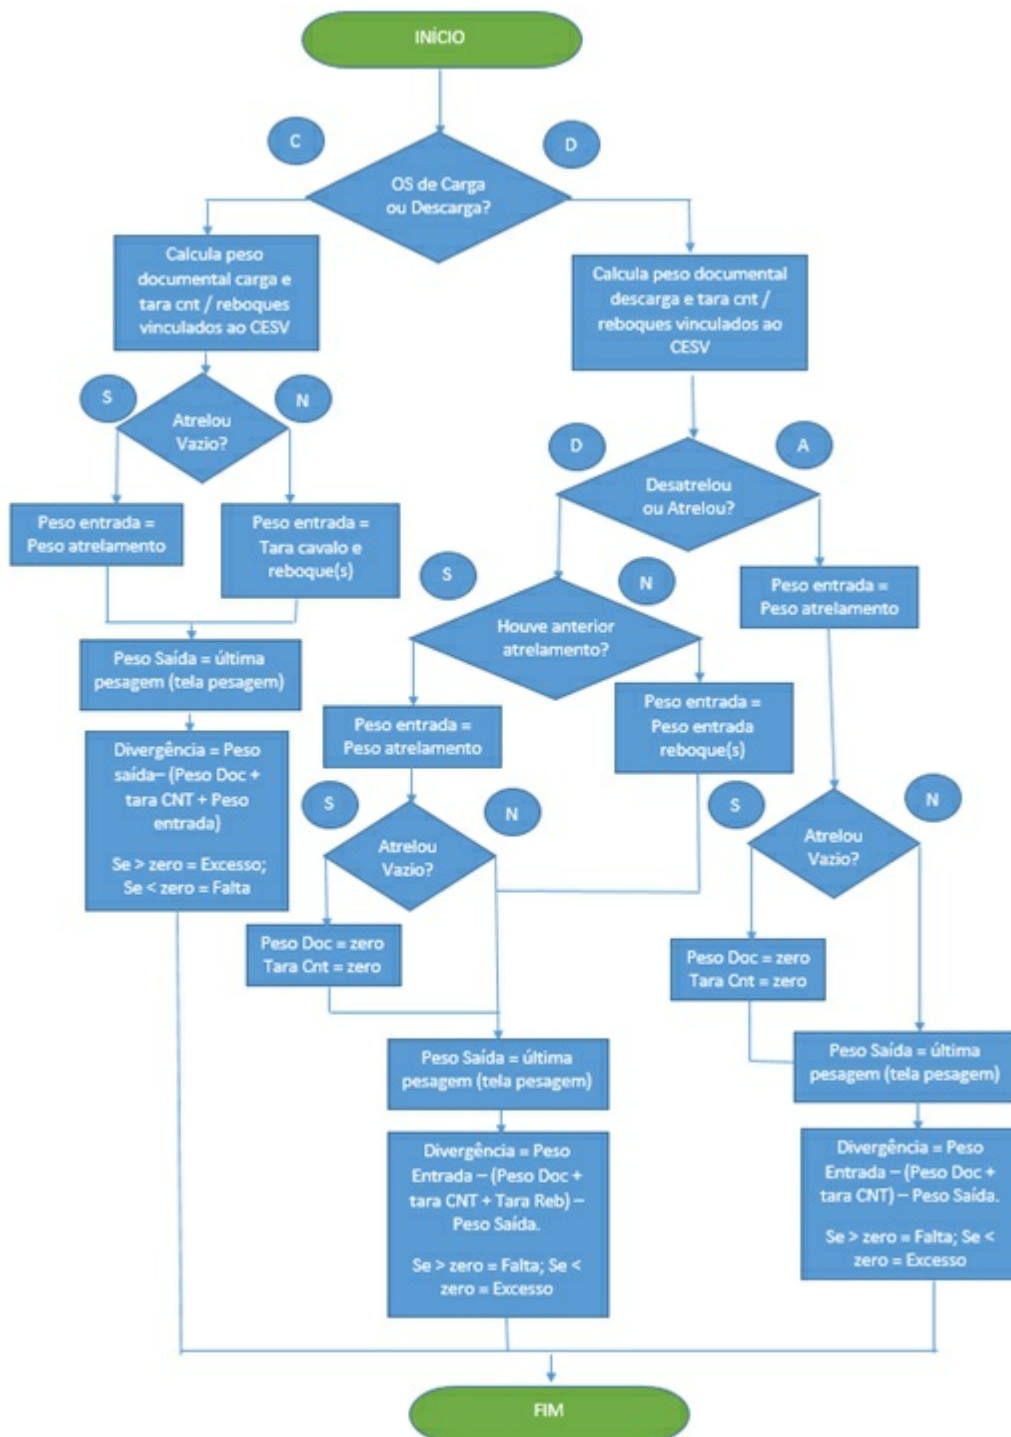 INÍCIO
C
D
OS de Carga
ou Descarga?
Calcula peso
documental carga e
tara cnt / reboques
vinculados ao CESV
Calcula peso documental
descarga e tara cnt /
reboques vinculados ao
CESV
S
N
Atrelou
Vazio?
D
A
Desatrelou
ou Atrelou?
Peso entrada =
Peso atrelamento
Peso entrada =
Tara cavalo e
reboque(s)
S
N
Houve anterior
atrelamento?
Peso entrada =
Peso atrelamento
Peso Saída = última
pesagem (tela pesagem)
Peso entrada =
Peso atrelamento
Peso entrada =
Peso entrada
reboque(s)
Divergência = Peso
saída– (Peso Doc +
tara CNT + Peso
entrada)
Se > zero = Excesso;
Se < zero = Falta
S
N
Atrelou
Vazio?
S
N
Atrelou
Vazio?
Peso Doc = zero
Tara Cnt = zero
Peso Doc = zero
Tara Cnt = zero
Peso Saída = última
pesagem (tela pesagem)
Peso Saída = última
pesagem (tela pesagem)
Divergência = Peso
Entrada – (Peso Doc +
tara CNT + Tara Reb) –
Peso Saída.
Se > zero = Falta; Se <
zero = Excesso
Divergência = Peso
Entrada – (Peso Doc +
tara CNT) – Peso Saída.
Se > zero = Falta; Se <
zero = Excesso
FIM